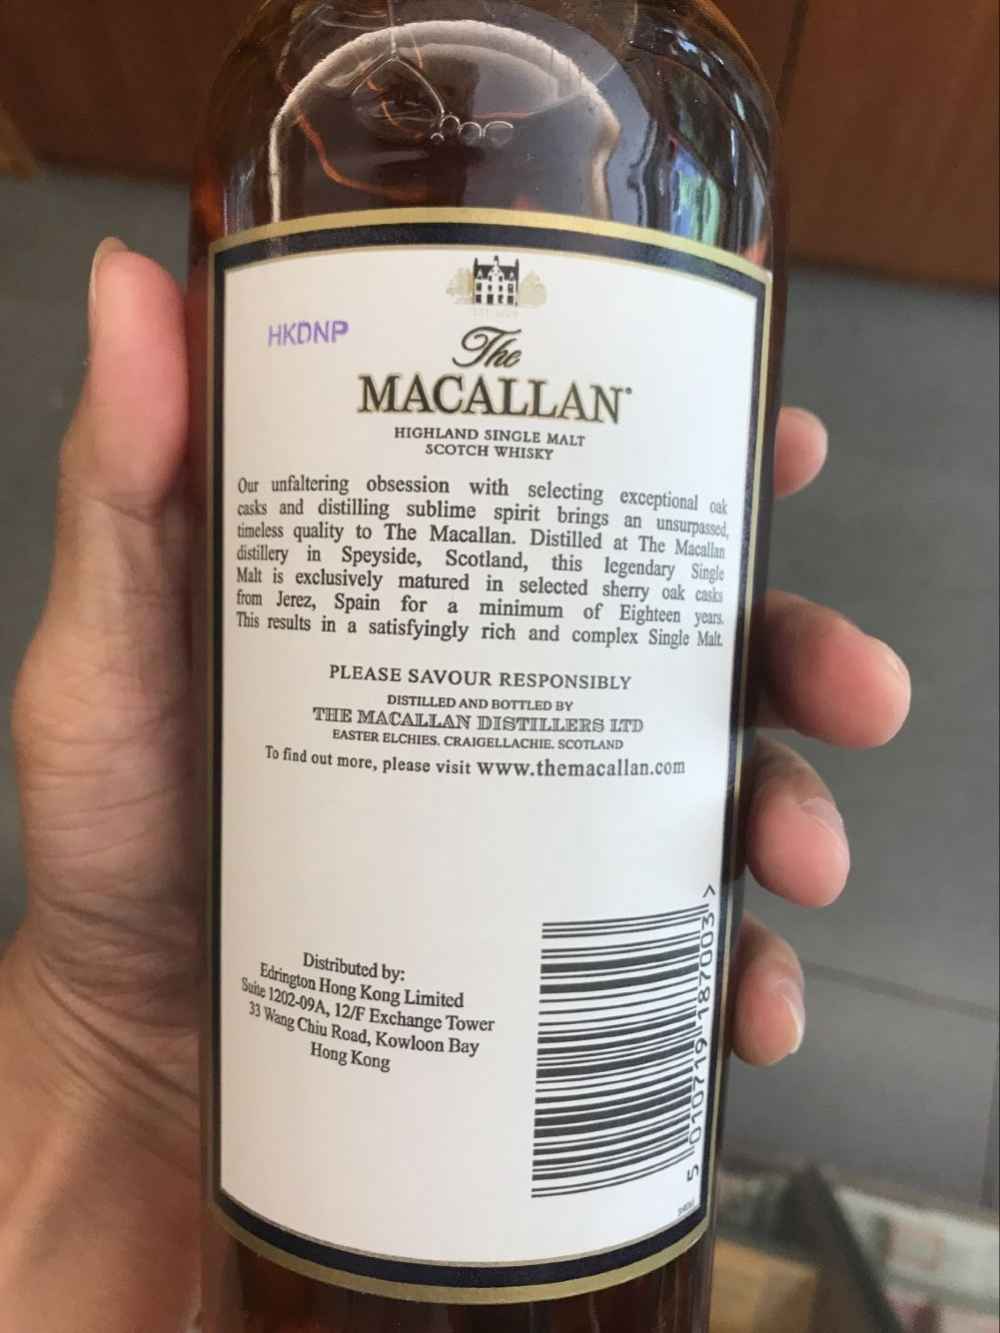 HKDNP
The
MACALLAN
HIGHLAND SINGLE MALT
SCOTCH WHISKY
Our unfaltering obsession with selecting exceptional oak
casks and distilling sublime spirit brings an unsurpassed,
timeless quality to The Macallan. Distilled at The Macallan
distillery in Speyside, Scotland, this legendary Single
Malt is exclusively matured in selected sherry oak casks
from Jerez, Spain for a minimum of Eighteen years.
This results in a satisfyingly rich and complex Single Malt.
PLEASE SAVOUR RESPONSIBLY
DISTILLED AND BOTTLED BY
THE MACALLAN DISTILLERS LTD
EASTER ELCHIES, CRAIGELLACHIE, SCOTLAND
To find out more, please visit www.themacallan.com
Distributed by:
Edrington Hong Kong Limited
Suite 1202-09A, 12/F Exchange Tower
33 Wang Chiu Road, Kowloon Bay
Hong Kong
5 010719 187003 >